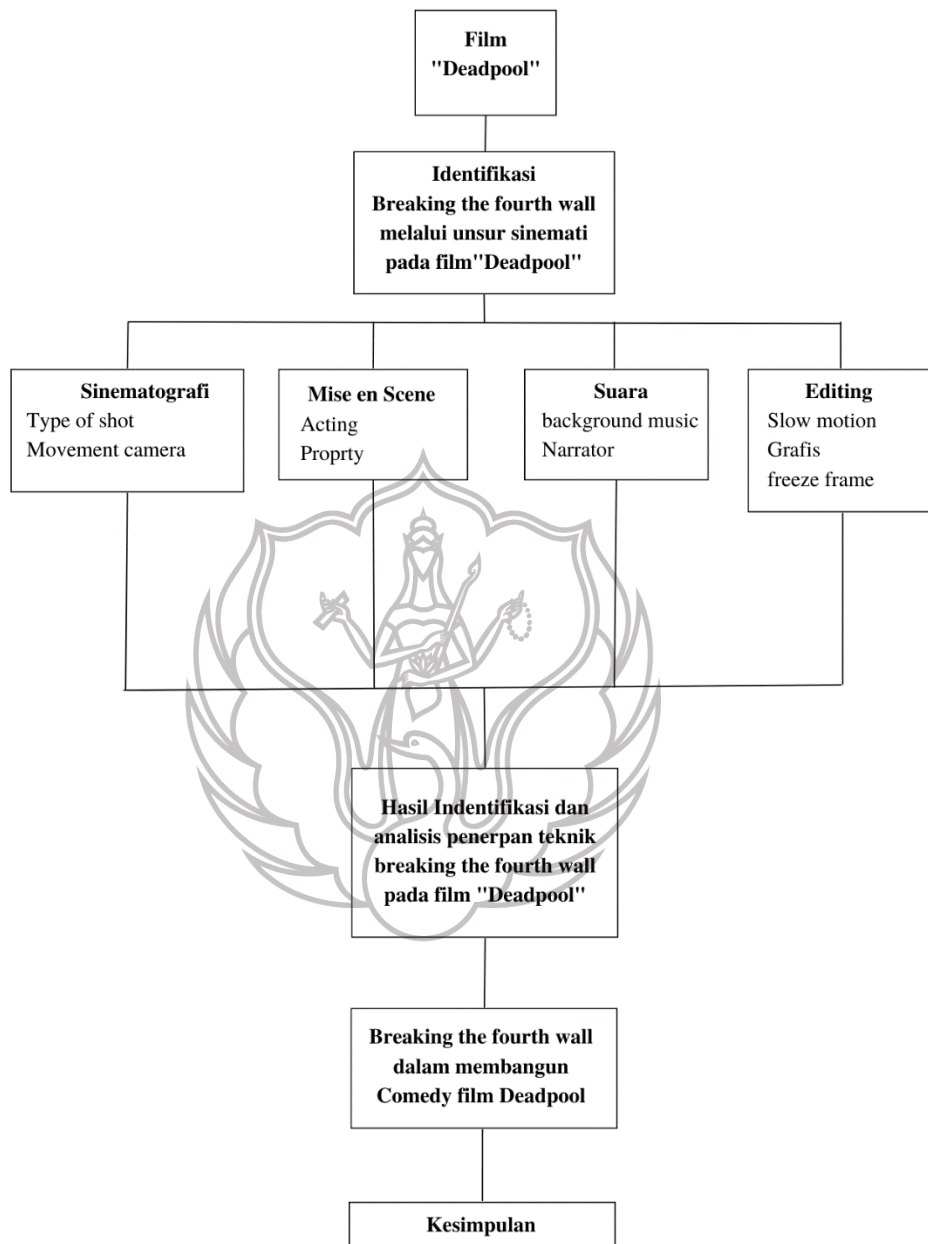 Film
"Deadpool"
Identifikasi
Breaking the fourth wall
melalui unsur sinemati
pada film"Deadpool"
Sinematografi
Type of shot
Movement camera
Mise en Scene
Acting
Proprty
Suara
background music
Narrator
Editing
Slow motion
Grafis
freeze frame
Hasil Indentifikasi dan
analisis penerpan teknik
breaking the fourth wall
pada film "Deadpool"
Breaking the fourth wall
dalam membangun
Comedy film Deadpool
Kesimpulan